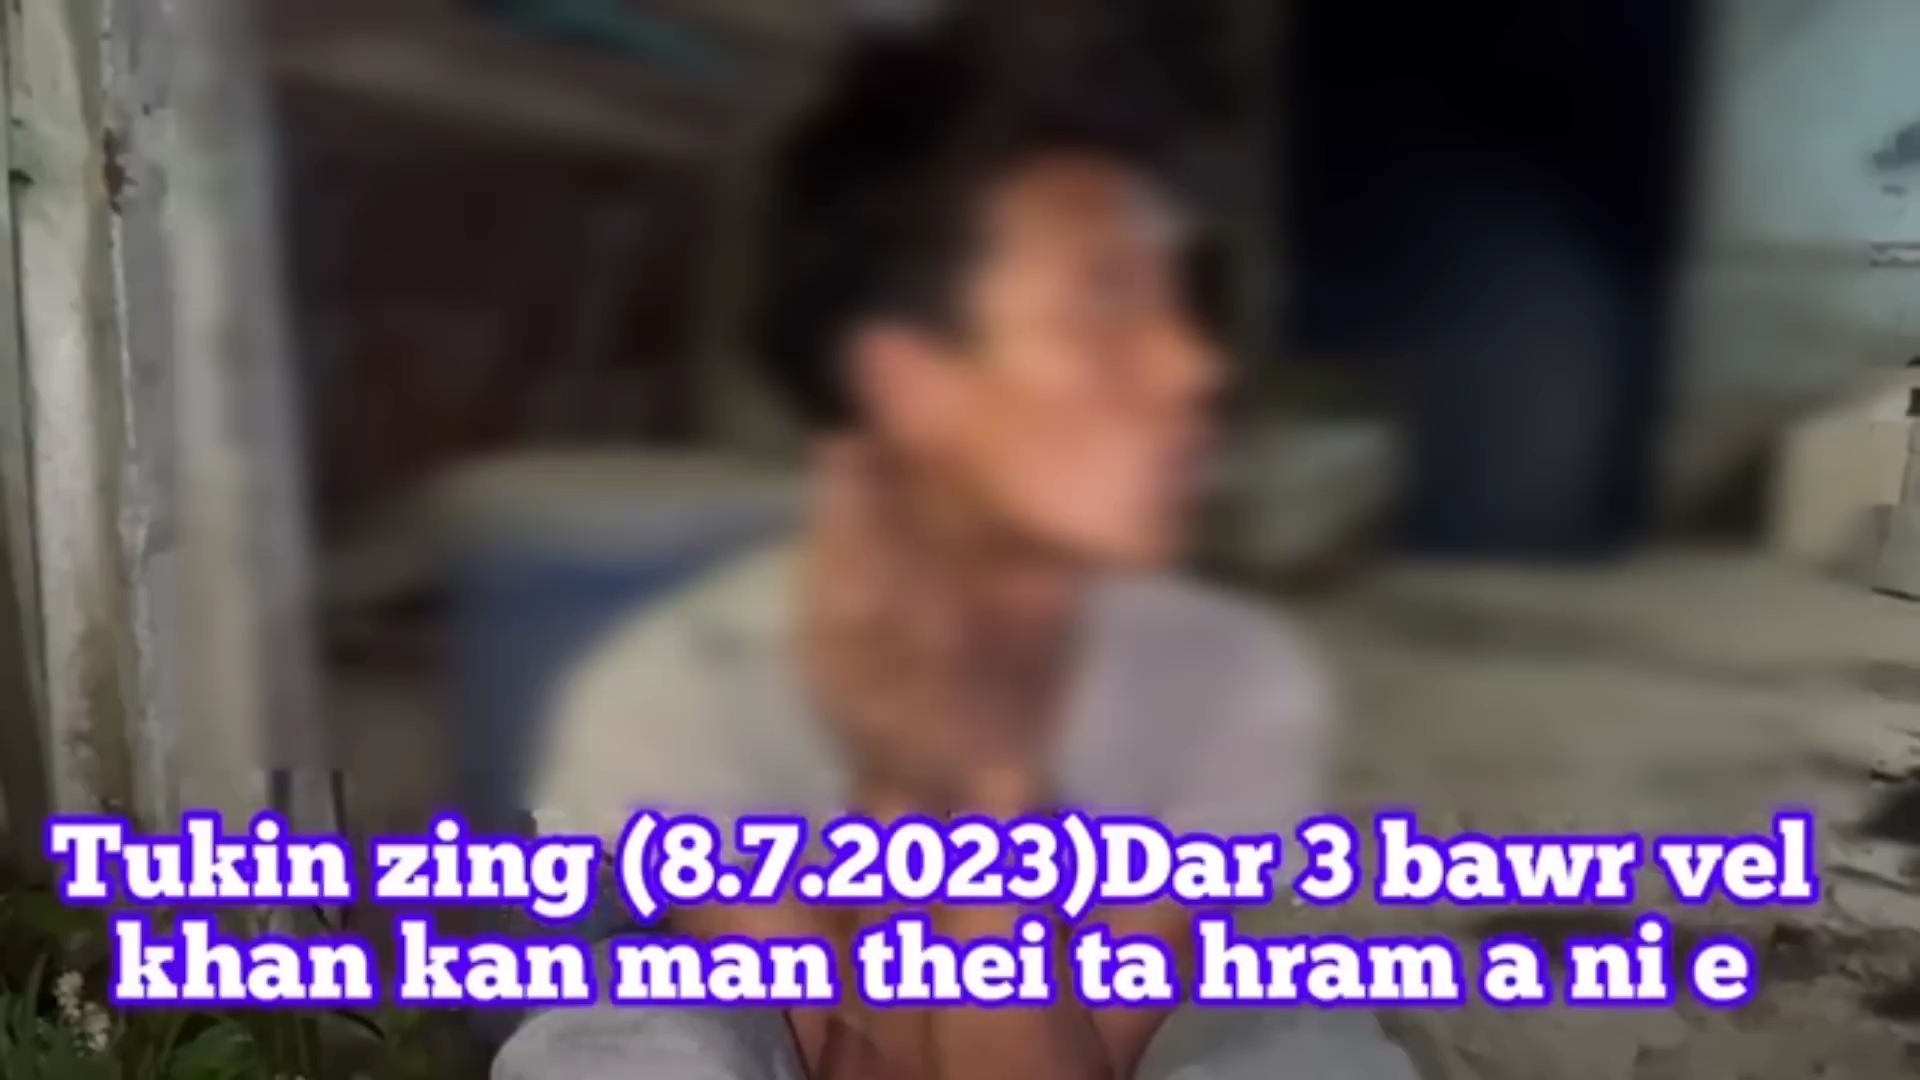 Tukin zing (8.7.2023)Dar 3 bawr vel
khan kan man thei ta hram a ni e